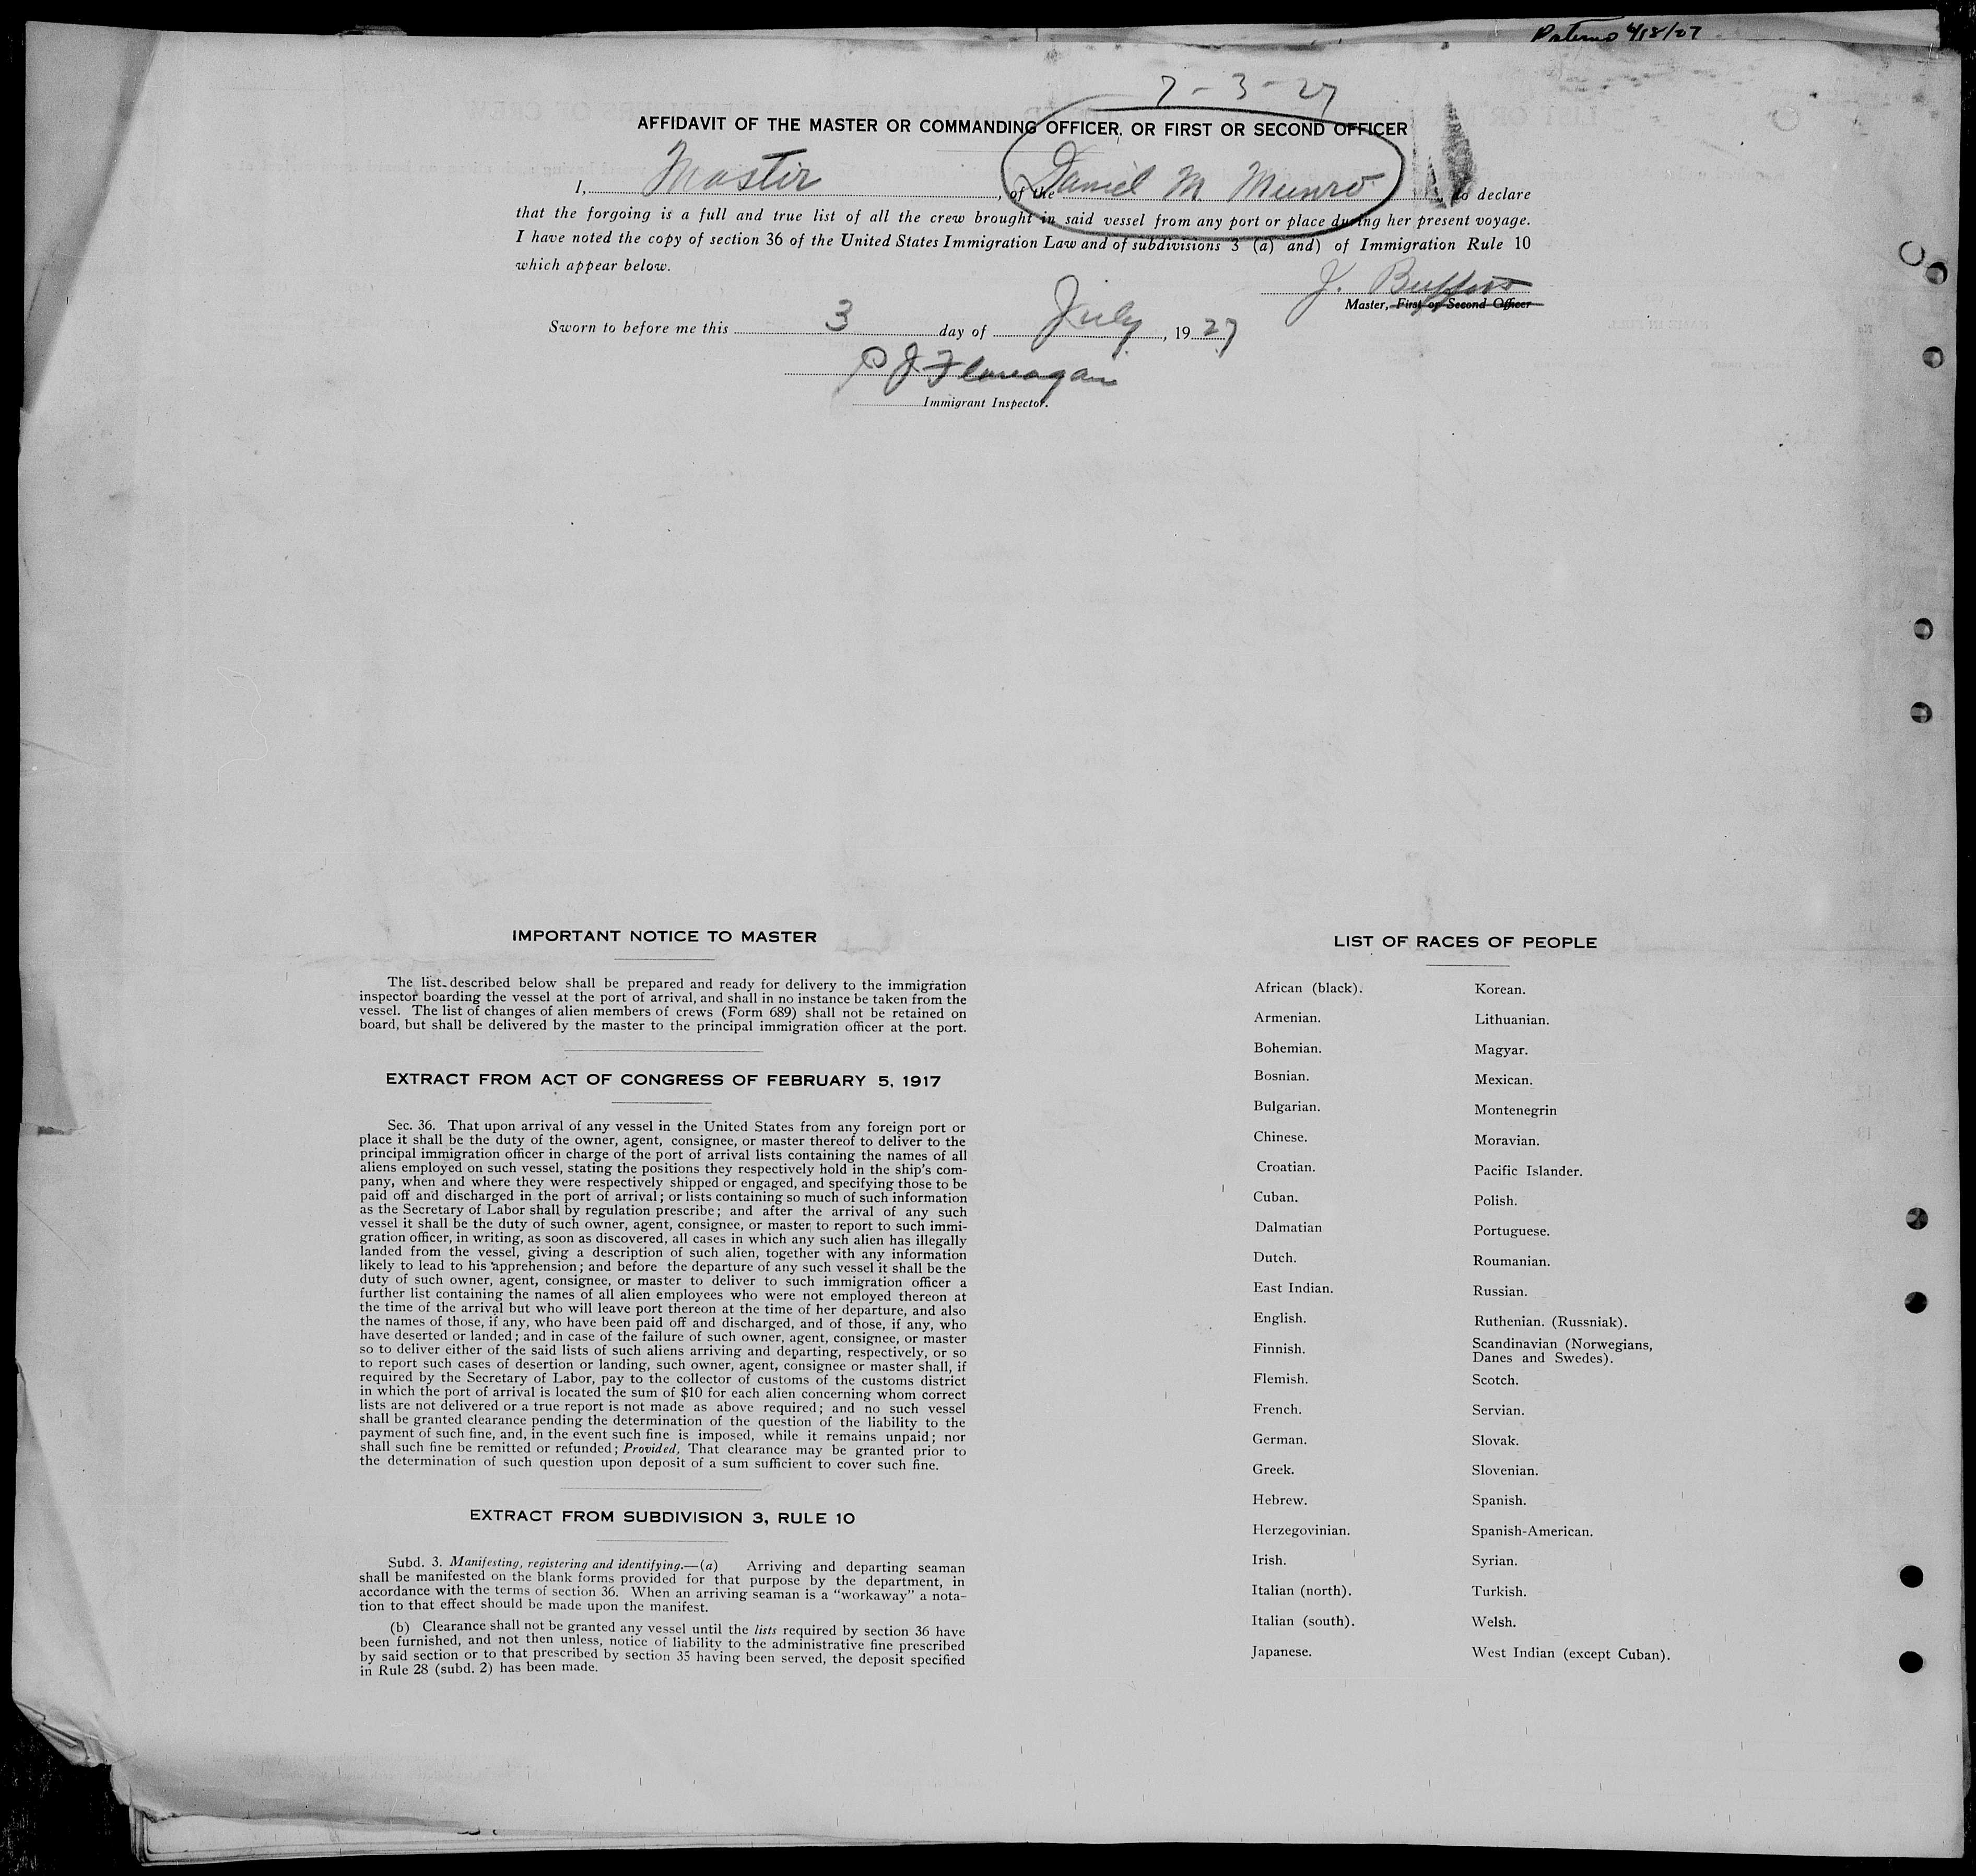 7-3-27
AFFIDAVIT OF THE MASTER OR COMMANDING OFFICER, OR FIRST OR SECOND OFFICER
I, Master, of the Daniel M Munro to declare
that the forgoing is a full and true list of all the crew brought in said vessel from any port or place during her present voyage.
I have noted the copy of section 36 of the United States Immigration Law and of subdivisions 3 (a) and) of Immigration Rule 10
which appear below.
J.
Master, First or Second Officer
Sworn to before me this 3 day of July, 1927
P J Flanagan
Immigrant Inspector.
IMPORTANT NOTICE TO MASTER
The list described below shall be prepared and ready for delivery to the immigration
inspector boarding the vessel at the port of arrival, and shall in no instance be taken from the
vessel. The list of changes of alien members of crews (Form 689) shall not be retained on
board, but shall be delivered by the master to the principal immigration officer at the port.
EXTRACT FROM ACT OF CONGRESS OF FEBRUARY 5, 1917
Sec. 36. That upon arrival of any vessel in the United States from any foreign port or
place it shall be the duty of the owner, agent, consignee, or master thereof to deliver to the
principal immigration officer in charge of the port of arrival lists containing the names of all
aliens employed on such vessel, stating the positions they respectively hold in the ship's com-
pany, when and where they were respectively shipped or engaged, and specifying those to be
paid off and discharged in the port of arrival; or lists containing so much of such information
as the Secretary of Labor shall by regulation prescribe; and after the arrival of any such
vessel it shall be the duty of such owner, agent, consignee, or master to report to such immi-
gration officer, in writing, as soon as discovered, all cases in which any such alien has illegally
landed from the vessel, giving a description of such alien, together with any information
likely to lead to his apprehension; and before the departure of any such vessel it shall be the
duty of such owner, agent, consignee, or master to deliver to such immigration officer a
further list containing the names of all alien employees who were not employed thereon at
the time of the arrival but who will leave port thereon at the time of her departure, and also
the names of those, if any, who have been paid off and discharged, and of those, if any, who
have deserted or landed; and in case of the failure of such owner, agent, consignee, or master
so to deliver either of the said lists of such aliens arriving and departing, respectively, or so
to report such cases of desertion or landing, such owner, agent, consignee or master shall, if
required by the Secretary of Labor, pay to the collector of customs of the customs district
in which the port of arrival is located the sum of $10 for each alien concerning whom correct
lists are not delivered or a true report is not made as above required; and no such vessel
shall be granted clearance pending the determination of the question of the liability to the
payment of such fine, and, in the event such fine is imposed, while it remains unpaid; nor
shall such fine be remitted or refunded; Provided, That clearance may be granted prior to
the determination of such question upon deposit of a sum sufficient to cover such fine.
EXTRACT FROM SUBDIVISION 3, RULE 10
Subd. 3. Manifesting, registering and identifying.—(a) Arriving and departing seaman
shall be manifested on the blank forms provided for that purpose by the department, in
accordance with the terms of section 36. When an arriving seaman is a "workaway" a nota-
tion to that effect should be made upon the manifest.
(b) Clearance shall not be granted any vessel until the lists required by section 36 have
been furnished, and not then unless, notice of liability to the administrative fine prescribed
by said section or to that prescribed by section 35 having been served, the deposit specified
in Rule 28 (subd. 2) has been made.
LIST OF RACES OF PEOPLE
African (black).
Armenian.
Bohemian.
Bosnian.
Bulgarian.
Chinese.
Croatian.
Cuban.
Dalmatian
Dutch.
East Indian.
English.
Finnish.
Flemish.
French.
German.
Greek.
Hebrew.
Herzegovinian.
Irish.
Italian (north).
Italian (south).
Japanese.
Korean.
Lithuanian.
Magyar.
Mexican.
Montenegrin
Moravian.
Pacific Islander.
Polish.
Portuguese.
Roumanian.
Russian.
Ruthenian. (Russniak).
Scandinavian (Norwegians,
Danes and Swedes).
Scotch.
Servian.
Slovak.
Slovenian.
Spanish.
Spanish-American.
Syrian.
Turkish.
Welsh.
West Indian (except Cuban).